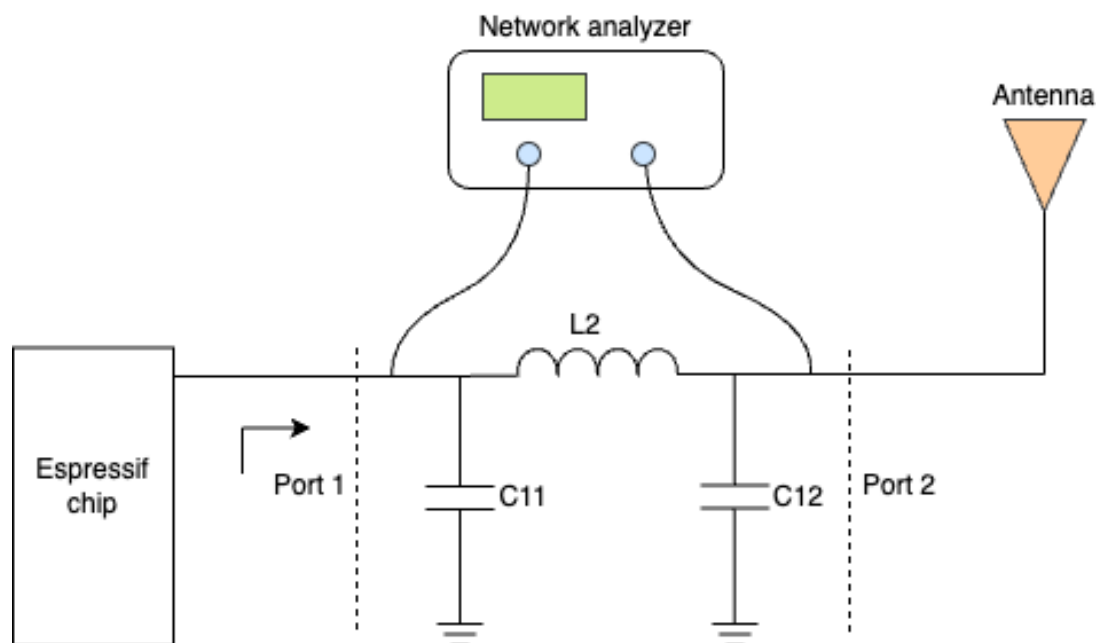 Network analyzer
Antenna
L2
Espressif
chip
Port 1
C11
C12
Port 2